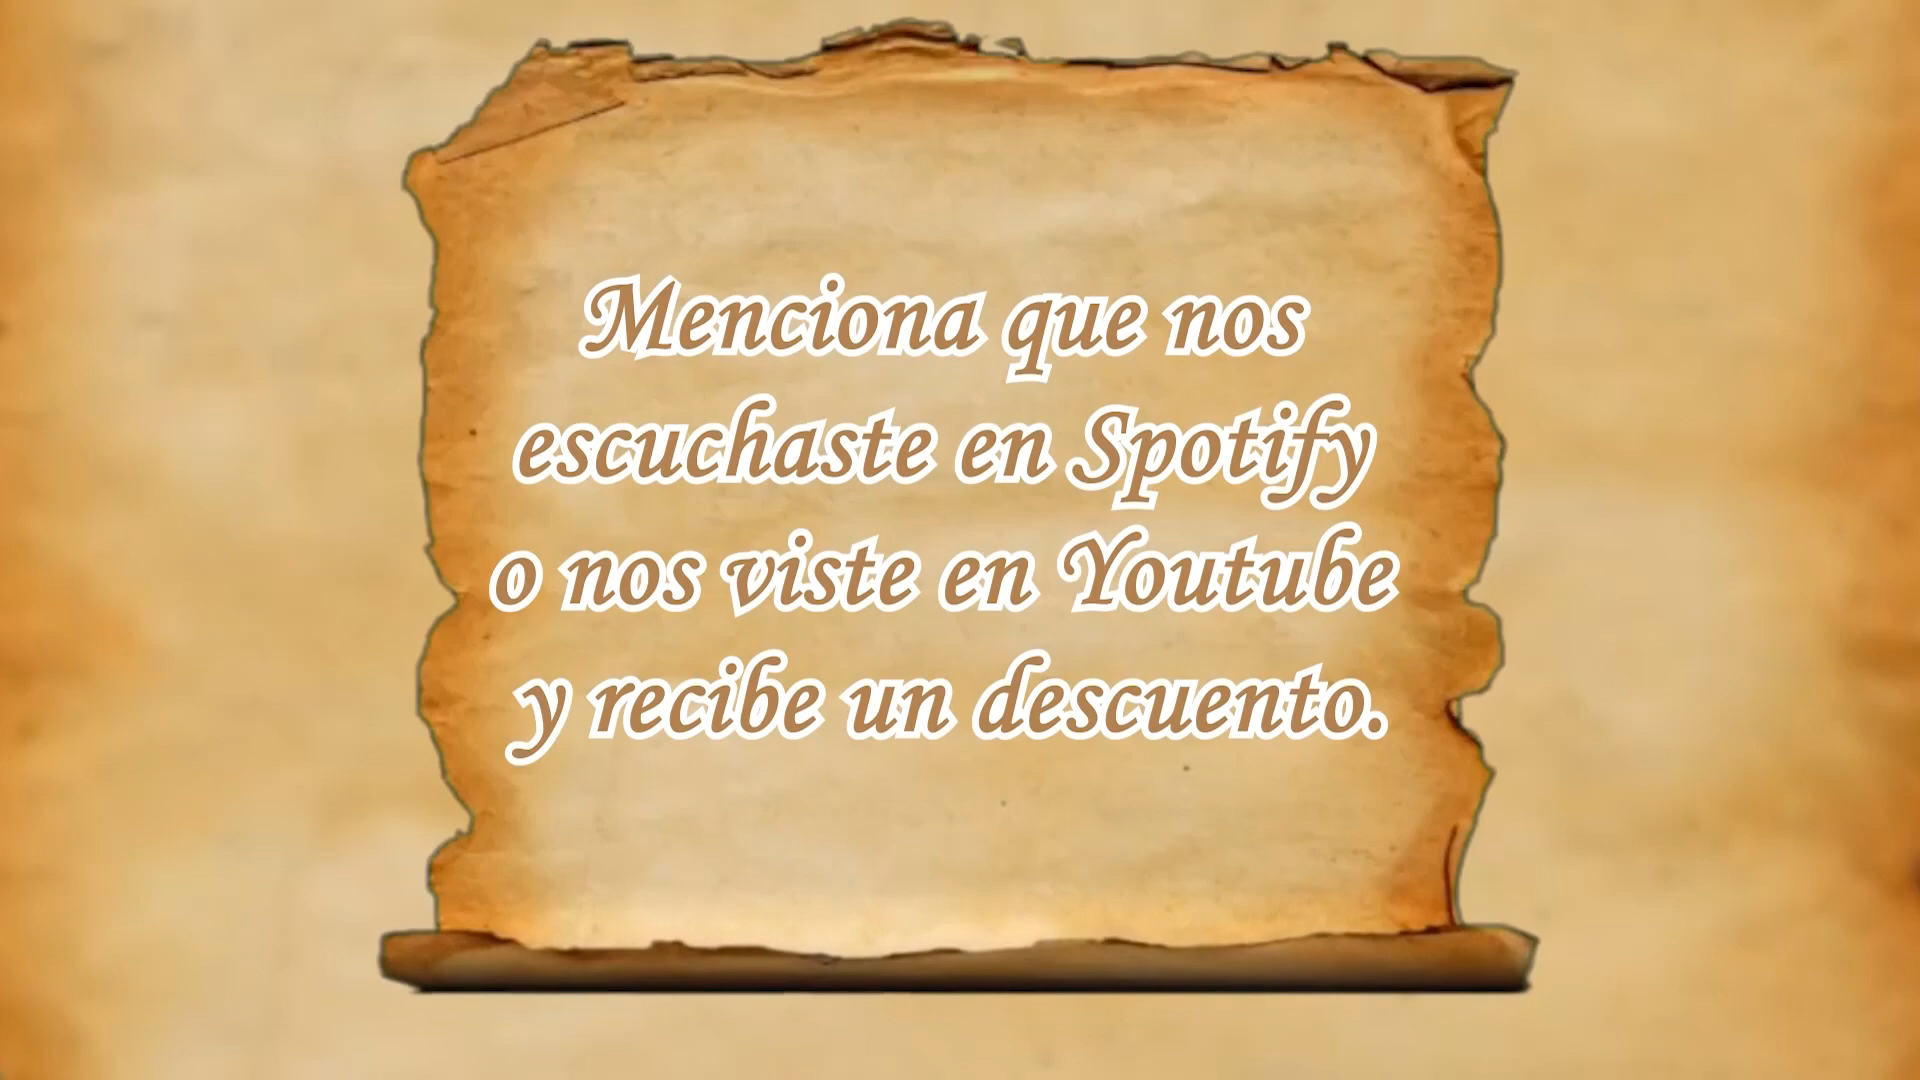 Menciona que nos
escuchaste en Spotify
o nos viste en Youtube
y recibe un descuento.